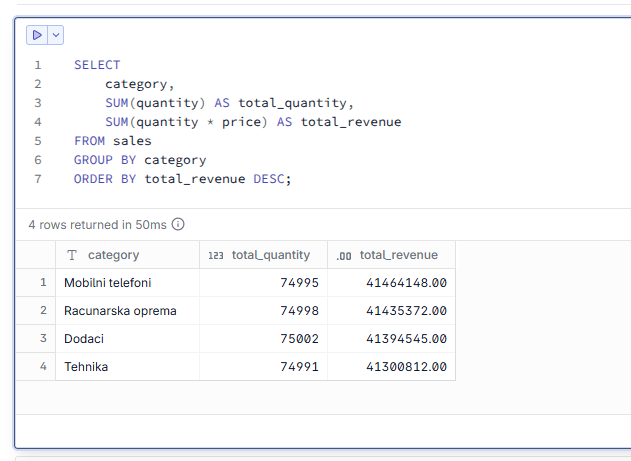 1 SELECT
2 category,
3 SUM(quantity) AS total_quantity,
4 SUM(quantity * price) AS total_revenue
5 FROM sales
6 GROUP BY category
7 ORDER BY total_revenue DESC;
4 rows returned in 50ms
T category 123 total_quantity .00 total_revenue
1 Mobilni telefoni 74995 41464148.00
2 Racunarska oprema 74998 41435372.00
3 Dodaci 75002 41394545.00
4 Tehnika 74991 41300812.00